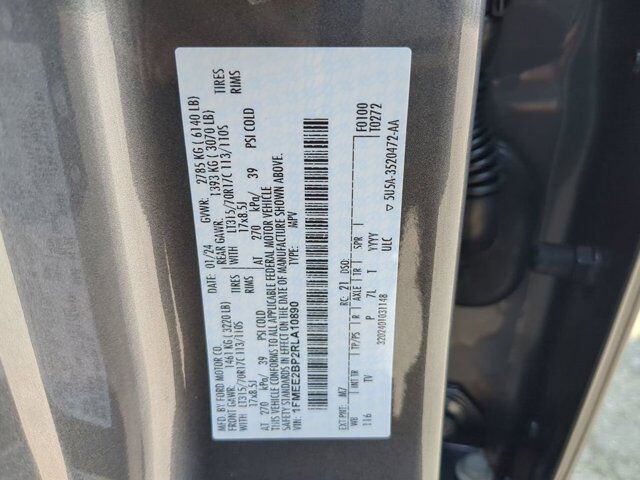 MFD. BY FORD MOTOR CO.
DATE: 01/24 GVWR: 2785 KG ( 6140 LB)
FRONT GAWR: 1461 KG ( 3220 LB) REAR GAWR: 1393 KG ( 3070 LB)
WITH LT315/70R17C 113/110S TIRES WITH LT315/70R17C 113/110S TIRES
17x8.5J RIMS 17x8.5J RIMS
AT 270 kPa/ 39 PSI COLD AT 270 kPa/ 39 PSI COLD
THIS VEHICLE CONFORMS TO ALL APPLICABLE FEDERAL MOTOR VEHICLE
SAFETY STANDARDS IN EFFECT ON THE DATE OF MANUFACTURE SHOWN ABOVE.
VIN: 1FMEE2BP2RLA10890 TYPE: MPV
F0100
T0272
EXT PNT: M7 RC: 21 DSO:
WB INT TR TP/PS R AXLE TR SPR
116 TV P 7L T YYYY
ULC
3202401031148
▽ 5U5A-3520472-AA